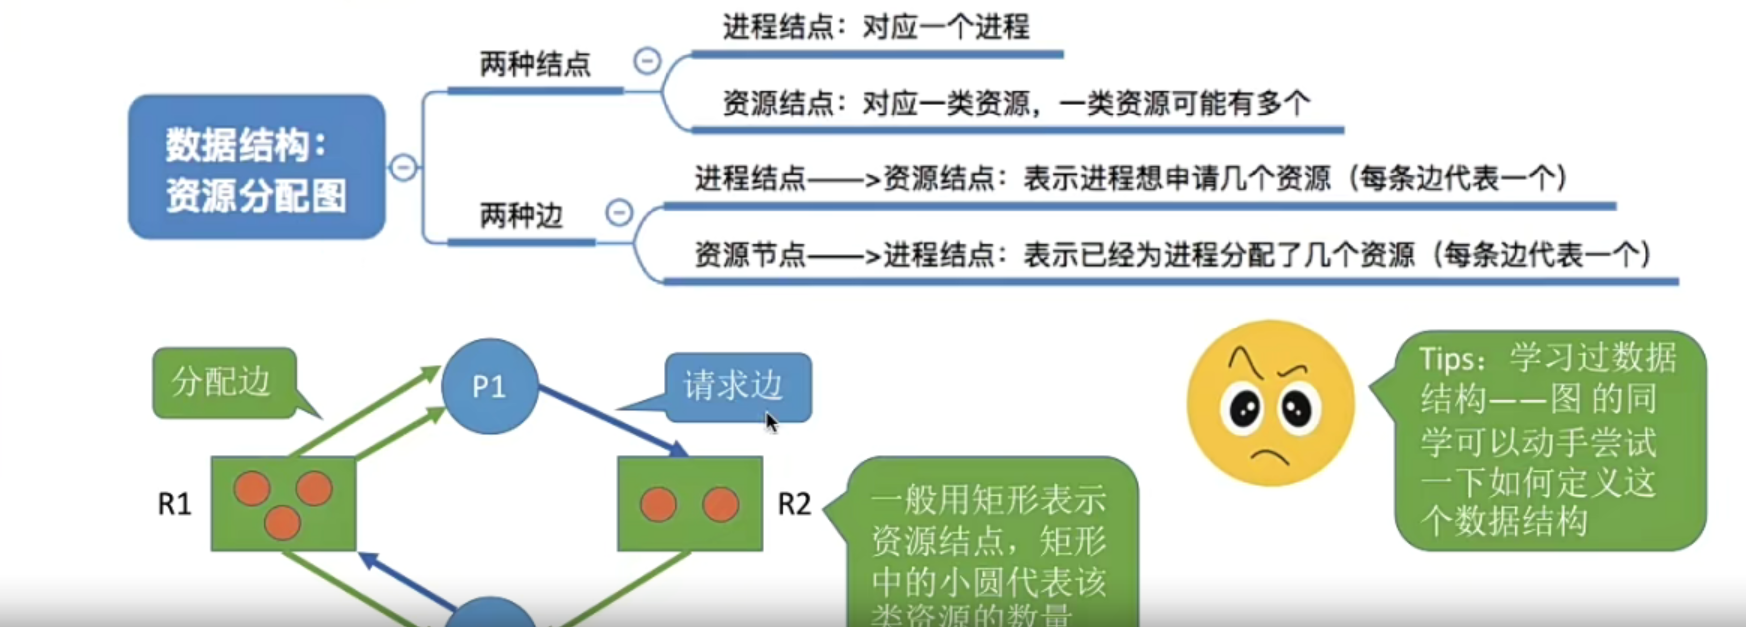 数据结构：
资源分配图
两种结点
进程结点：对应一个进程
资源结点：对应一类资源，一类资源可能有多个
两种边
进程结点——>资源结点：表示进程想申请几个资源（每条边代表一个）
资源节点——>进程结点：表示已经为进程分配了几个资源（每条边代表一个）
分配边
P1
请求边
R1
R2
一般用矩形表示
资源结点，矩形
中的小圆代表该
类资源的数量
Tips：学习过数据
结构——图 的同
学可以动手尝试
一下如何定义这
个数据结构